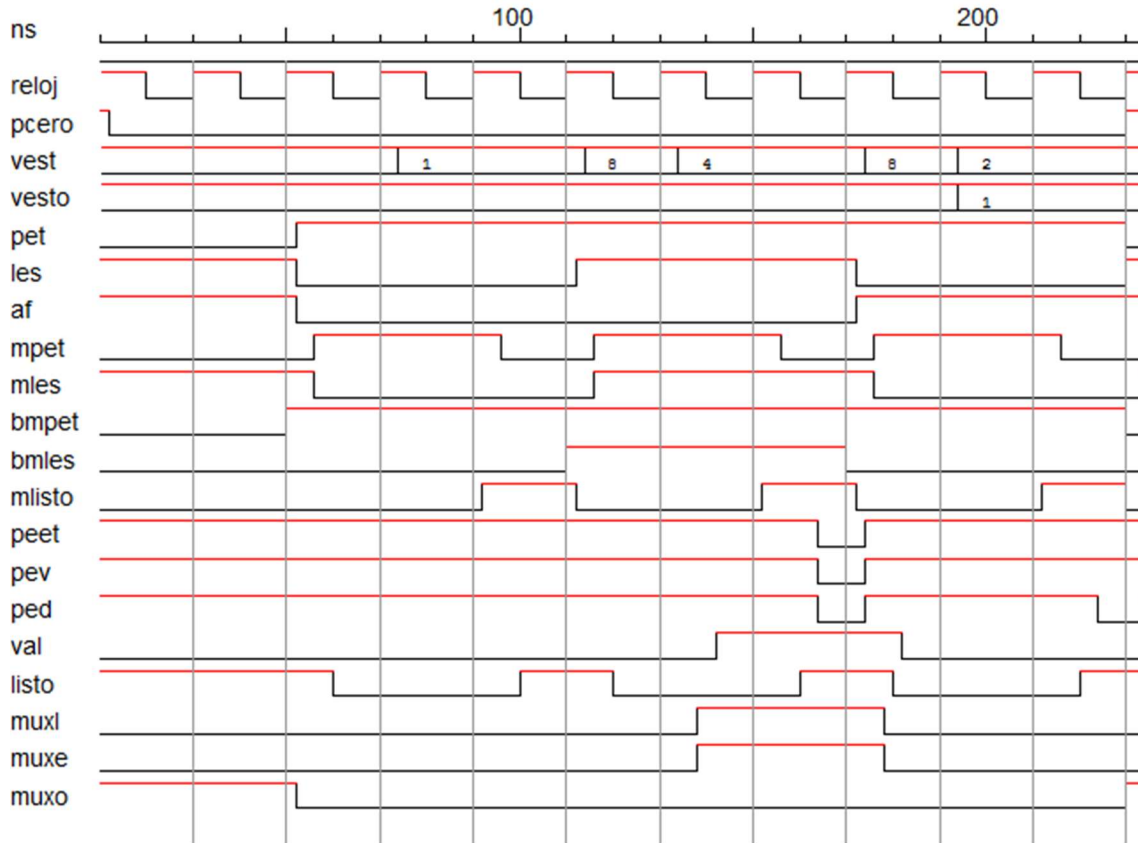 ns 100 200
reloj
pcero
vest 1 8 4 8 2
vesto 1
pet
les
af
mpet
mles
bmpet
bmles
mlisto
peet
pev
ped
val
listo
muxl
muxe
muxo